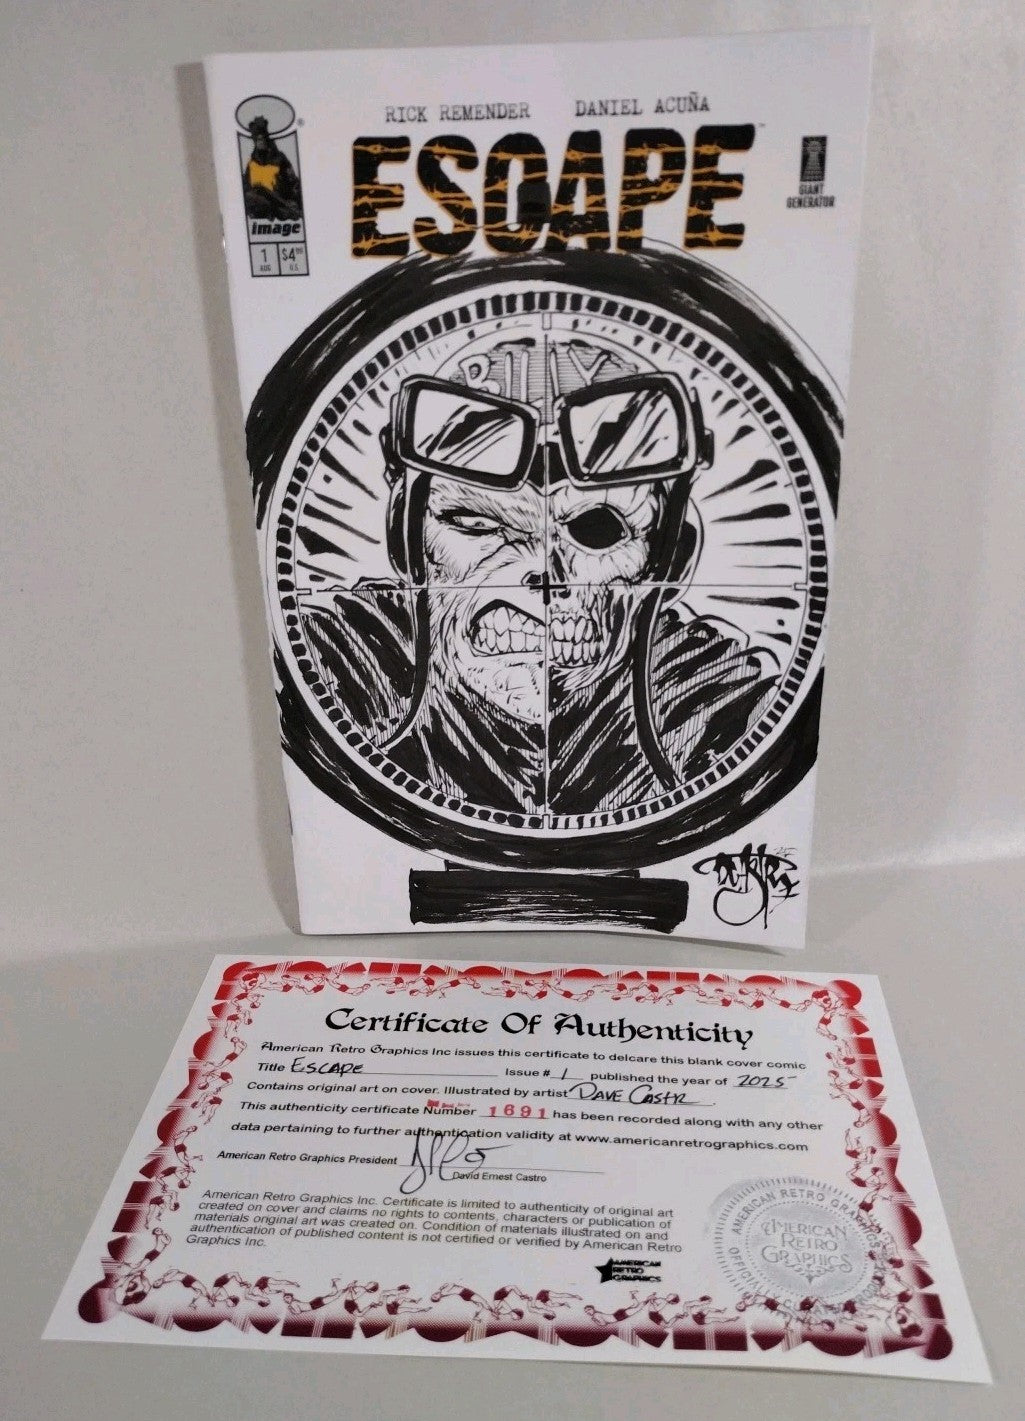 RICK REMENDER DANIEL ACUÑA
ESCAPE™
image®
1 $4.99
AUG U.S.
GIANT
GENERATOR
BILLY
25
Certificate Of Authenticity
American Retro Graphics Inc issues this certificate to delcare this blank cover comic
Title ESCAPE Issue # 1 published the year of 2025
Contains original art on cover. Illustrated by artist DAVE CASTR.
This authenticity certificate Number 1691 has been recorded along with any other
data pertaining to further authentication validity at www.americanretrographics.com
American Retro Graphics President
David Ernest Castro
American Retro Graphics Inc. Certificate is limited to authenticity of original art
created on cover and claims no rights to contents, characters or publication of
materials original art was created on. Condition of materials illustrated on and
authentication of published content is not certified or verified by American Retro
Graphics Inc.
AMERICAN
RETRO
GRAPHICS
AMERICAN RETRO GRAPHICS
AMERICAN
RETRO
GRAPHICS